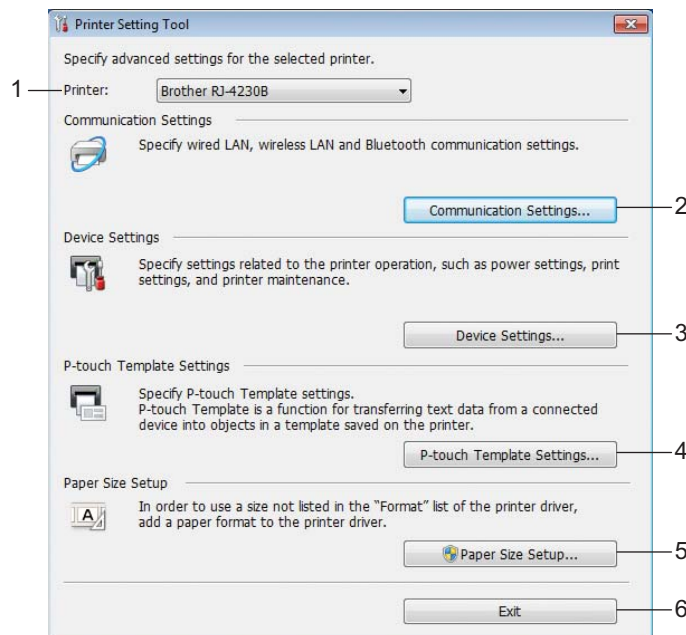 Printer Setting Tool
Specify advanced settings for the selected printer.
1 Printer: Brother RJ-4230B
Communication Settings
Specify wired LAN, wireless LAN and Bluetooth communication settings.
Communication Settings... 2
Device Settings
Specify settings related to the printer operation, such as power settings, print
settings, and printer maintenance.
Device Settings... 3
P-touch Template Settings
Specify P-touch Template settings.
P-touch Template is a function for transferring text data from a connected
device into objects in a template saved on the printer.
P-touch Template Settings... 4
Paper Size Setup
A
In order to use a size not listed in the "Format" list of the printer driver,
add a paper format to the printer driver.
Paper Size Setup... 5
Exit 6